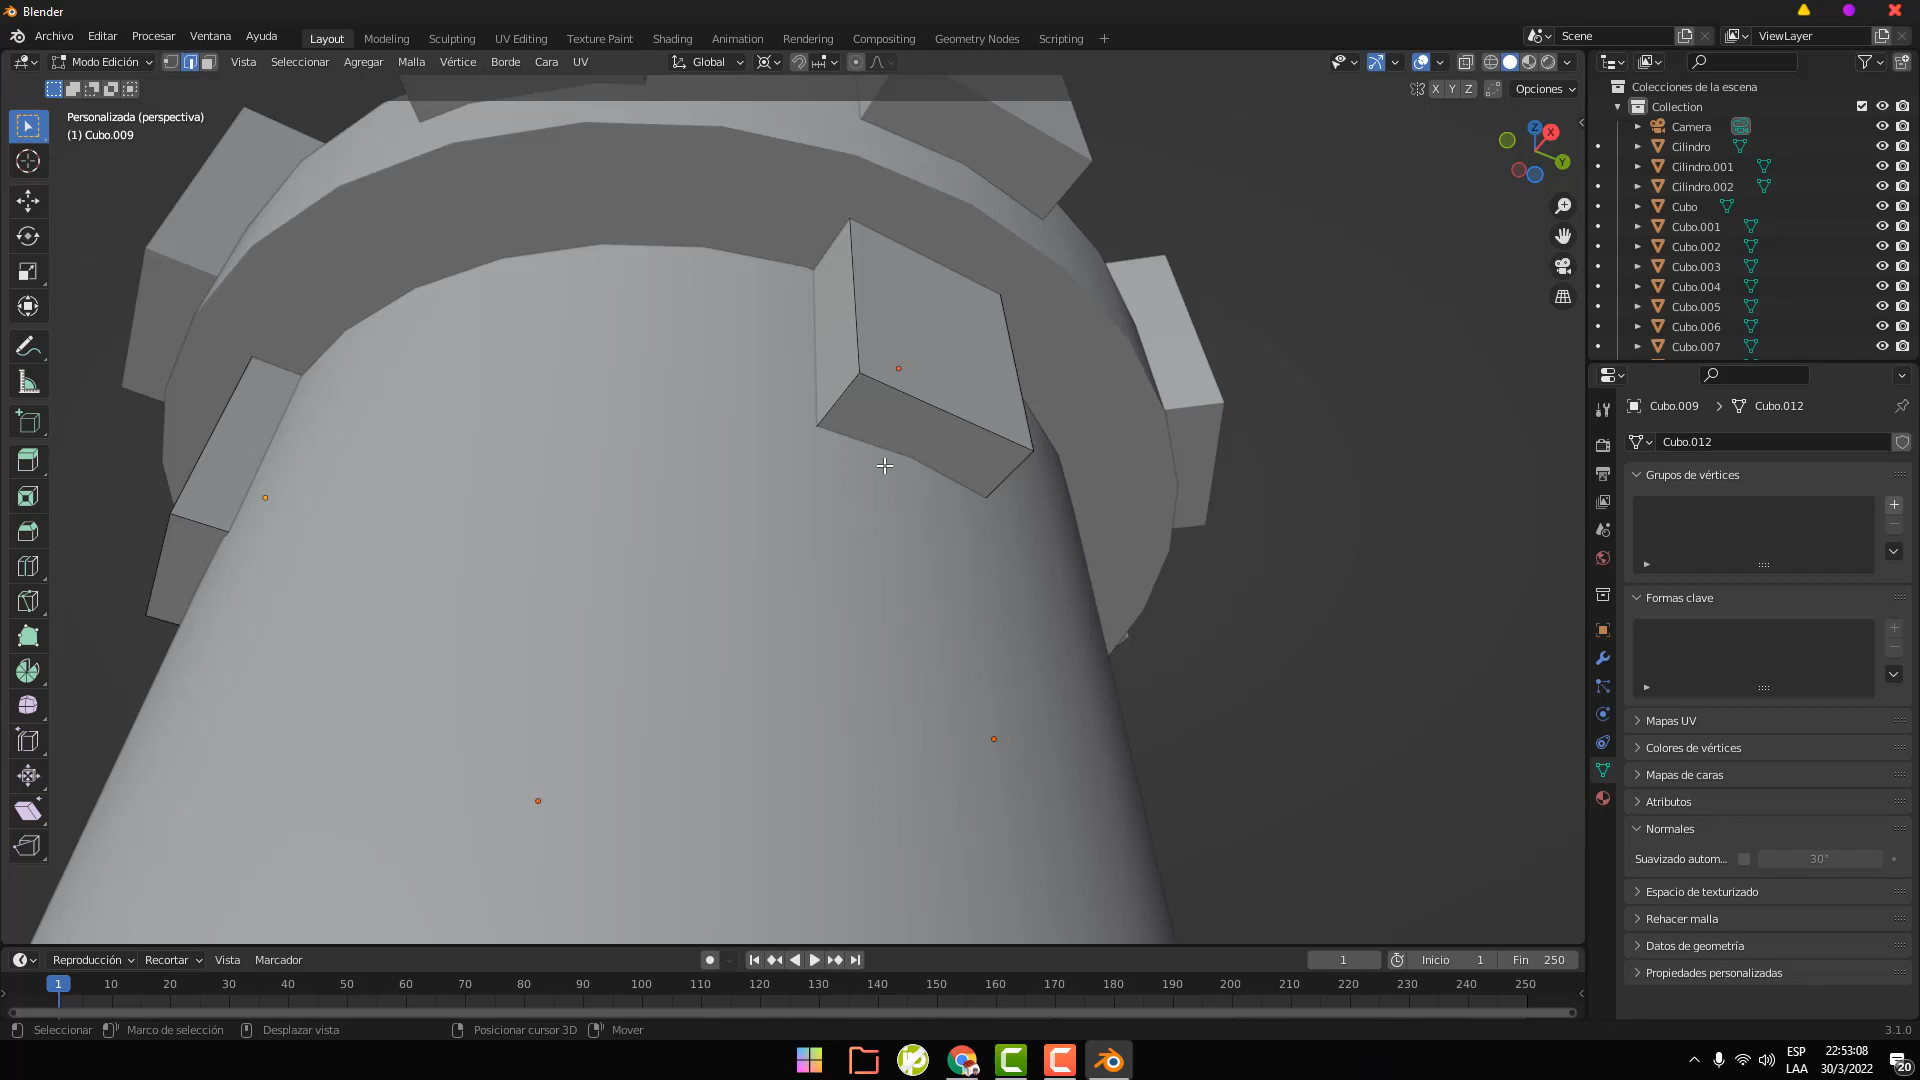 Blender
Archivo Editar Procesar Ventana Ayuda Layout Modeling Sculpting UV Editing Texture Paint Shading Animation Rendering Compositing Geometry Nodes Scripting + Scene ViewLayer
Modo Edición Vista Seleccionar Agregar Malla Vértice Borde Cara UV Global
X Y Z Opciones
Personalizada (perspectiva)
(1) Cubo.009
Z X Y
Colecciones de la escena
Collection
Camera
Cilindro
Cilindro.001
Cilindro.002
Cubo
Cubo.001
Cubo.002
Cubo.003
Cubo.004
Cubo.005
Cubo.006
Cubo.007
Cubo.009 > Cubo.012
Cubo.012
Grupos de vértices
Formas clave
Mapas UV
Colores de vértices
Mapas de caras
Atributos
Normales
Suavizado autom... 30°
Espacio de texturizado
Rehacer malla
Datos de geometría
Propiedades personalizadas
Reproducción Recortar Vista Marcador 1 Inicio 1 Fin 250
1 10 20 30 40 50 60 70 80 90 100 110 120 130 140 150 160 170 180 190 200 210 220 230 240 250
Seleccionar Marco de selección Desplazar vista Posicionar cursor 3D Mover 3.1.0
ESP
LAA
22:53:08
30/3/2022
20